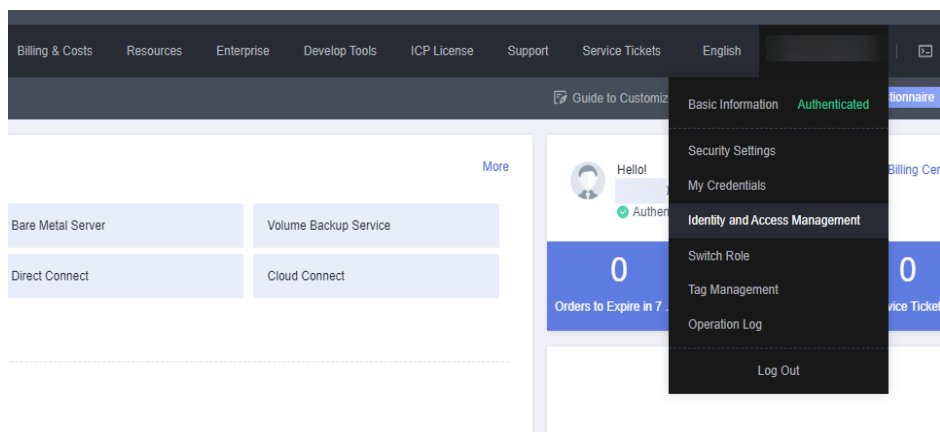 Billing & Costs Resources Enterprise Develop Tools ICP License Support Service Tickets English
Guide to Customiz
tionnaire
Basic Information Authenticated
Security Settings
My Credentials
Identity and Access Management
Switch Role
Tag Management
Operation Log
Log Out
More
Bare Metal Server Volume Backup Service
Direct Connect Cloud Connect
Hello!
Authen
Billing Cer
0
Orders to Expire in 7 .
0
vice Ticket